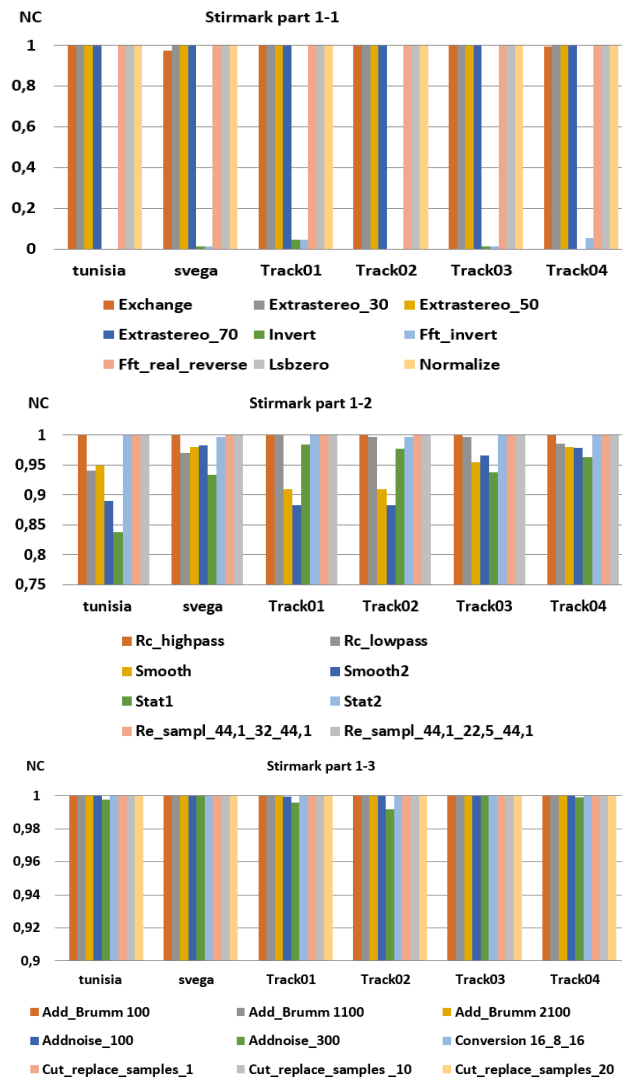 NC
Stirmark part 1-1
1
0,8
0,6
0,4
0,2
0
tunisia svega Track01 Track02 Track03 Track04
Exchange Extrastereo_30 Extrastereo_50
Extrastereo_70 Invert Fft_invert
Fft_real_reverse Lsbzero Normalize
NC
Stirmark part 1-2
1
0,95
0,9
0,85
0,8
0,75
tunisia svega Track01 Track02 Track03 Track04
Rc_highpass Rc_lowpass
Smooth Smooth2
Stat1 Stat2
Re_sampl_44,1_32_44,1 Re_sampl_44,1_22,5_44,1
NC
Stirmark part 1-3
1
0,98
0,96
0,94
0,92
0,9
tunisia svega Track01 Track02 Track03 Track04
Add_Brumm 100 Add_Brumm 1100 Add_Brumm 2100
Addnoise_100 Addnoise_300 Conversion 16_8_16
Cut_replace_samples_1 Cut_replace_samples _10 Cut_replace_samples_20